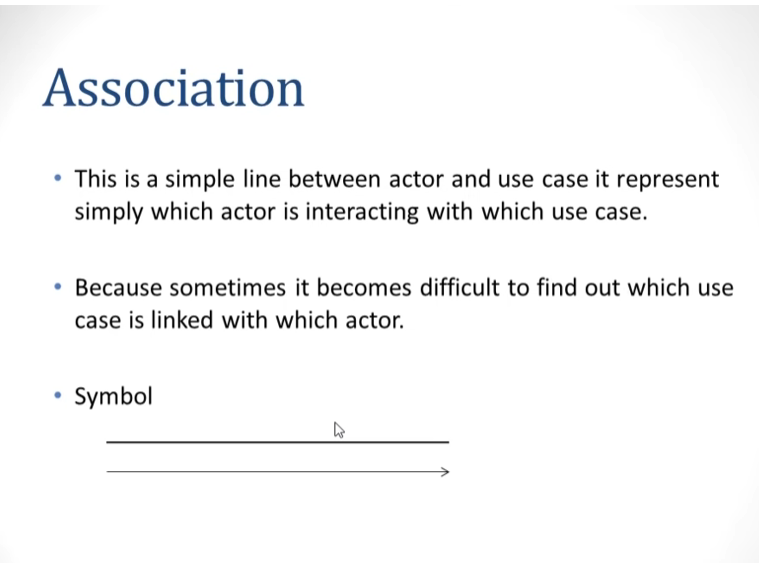 Association
• This is a simple line between actor and use case it represent
simply which actor is interacting with which use case.
• Because sometimes it becomes difficult to find out which use
case is linked with which actor.
• Symbol